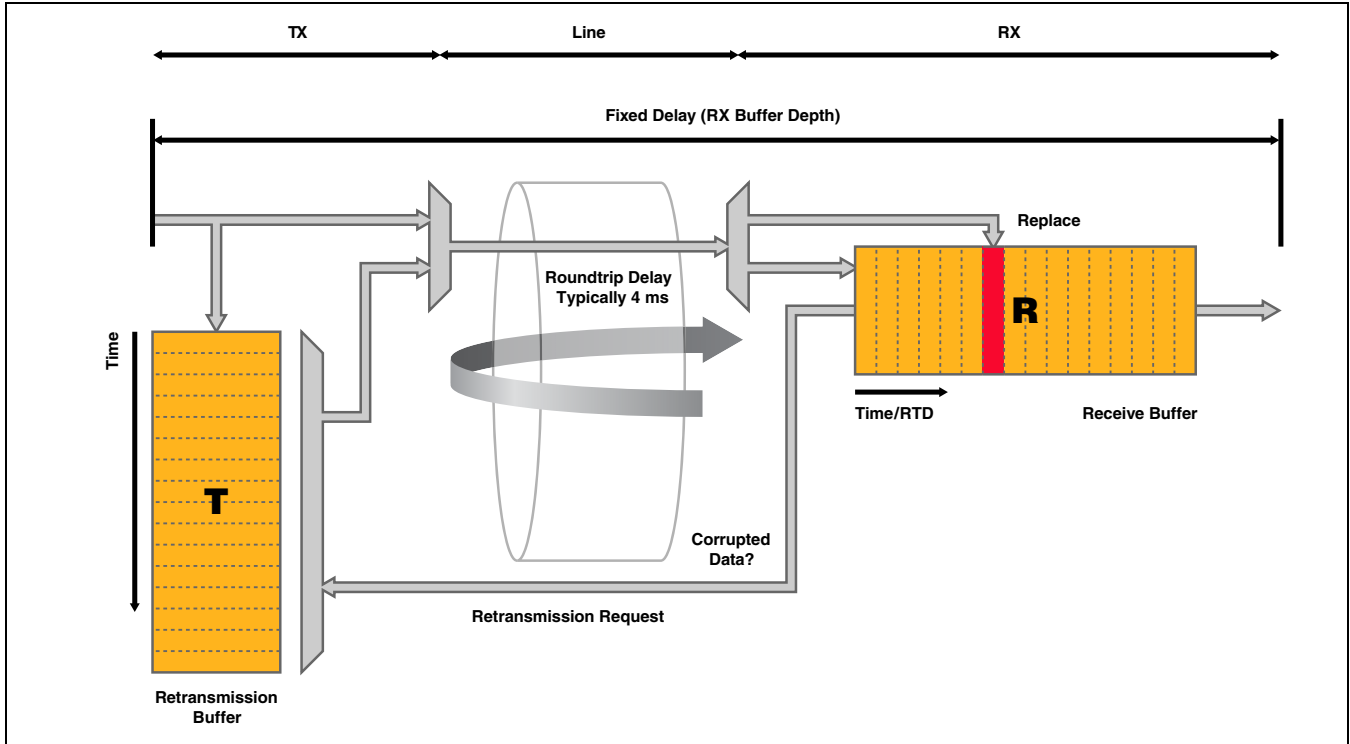 TX
Line
RX
Fixed Delay (RX Buffer Depth)
Replace
Roundtrip Delay
Typically 4 ms
R
Time
Time/RTD
Receive Buffer
T
Corrupted
Data?
Retransmission Request
Retransmission
Buffer